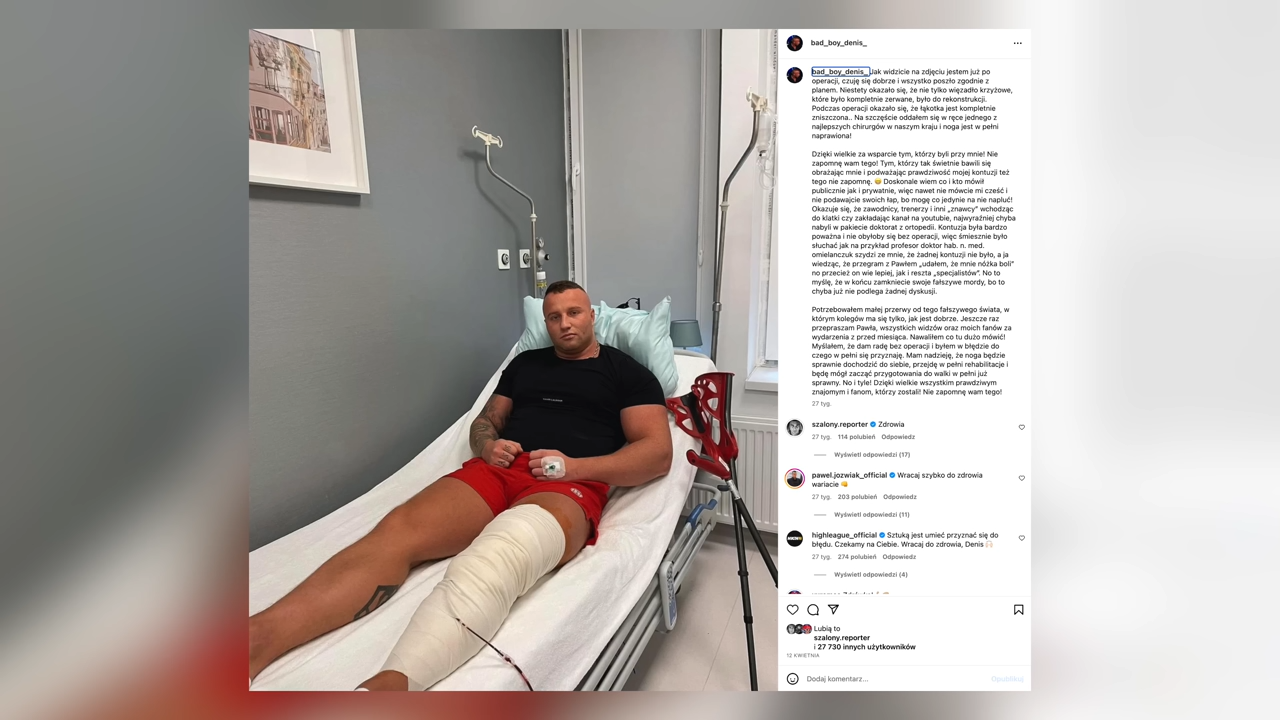 bad_boy_denis_
bad_boy_denis_ Jak widzicie na zdjęciu jestem już po
operacji, czuję się dobrze i wszystko poszło zgodnie z
planem. Niestety okazało się, że nie tylko więzadło krzyżowe,
które było kompletnie zerwane, było do rekonstrukcji.
Podczas operacji okazało się, że łąkotka jest kompletnie
zniszczona.. Na szczęście oddałem się w ręce jednego z
najlepszych chirurgów w naszym kraju i noga jest w pełni
naprawiona!
Dzięki wielkie za wsparcie tym, którzy byli przy mnie! Nie
zapomnę wam tego! Tym, którzy tak świetnie bawili się
obrażając mnie i podważając prawdziwość mojej kontuzji też
tego nie zapomnę. 😄 Doskonale wiem co i kto mówił
publicznie jak i prywatnie, więc nawet nie mówcie mi cześć i
nie podawajcie swoich łap, bo mogę co jedynie na nie napluć!
Okazuje się, że zawodnicy, trenerzy i inni „znawcy” wchodząc
do klatki czy zakładając kanał na youtubie, najwyraźniej chyba
nabyli w pakiecie doktorat z ortopedii. Kontuzja była bardzo
poważna i nie obyłoby się bez operacji, więc śmiesznie było
słuchać jak na przykład profesor doktor hab. n. med.
omielanczuk szydzi ze mnie, że żadnej kontuzji nie było, a ja
wiedząc, że przegram z Pawłem „udałem, że mnie nóżka boli”
no przecież on wie lepiej, jak i reszta „specjalistów”. No to
myślę, że w końcu zamkniecie swoje fałszywe mordy, bo to
chyba już nie podlega żadnej dyskusji.
Potrzebowałem małej przerwy od tego fałszywego świata, w
którym kolegów ma się tylko, jak jest dobrze. Jeszcze raz
przepraszam Pawła, wszystkich widzów oraz moich fanów za
wydarzenia z przed miesiąca. Nawaliłem co tu dużo mówić!
Myślałem, że dam radę bez operacji i byłem w błędzie do
czego w pełni się przyznaję. Mam nadzieję, że noga będzie
sprawnie dochodzić do siebie, przejdę w pełni rehabilitacje i
będę mógł zacząć przygotowania do walki w pełni już
sprawny. No i tyle! Dzięki wielkie wszystkim prawdziwym
znajomym i fanom, którzy zostali! Nie zapomnę wam tego!
27 tyg.
szalony.reporter Zdrowia
27 tyg. 114 polubień Odpowiedz
Wyświetl odpowiedzi (17)
pawel.jozwiak_official Wracaj szybko do zdrowia
wariacie 👊
27 tyg. 203 polubień Odpowiedz
Wyświetl odpowiedzi (11)
highleague_official Sztuką jest umieć przyznać się do
błędu. Czekamy na Ciebie. Wracaj do zdrowia, Denis 🙌🏻
27 tyg. 274 polubień Odpowiedz
Wyświetl odpowiedzi (4)
Lubią to
szalony.reporter
i 27 730 innych użytkowników
12 KWIETNIA
Dodaj komentarz...
Opublikuj